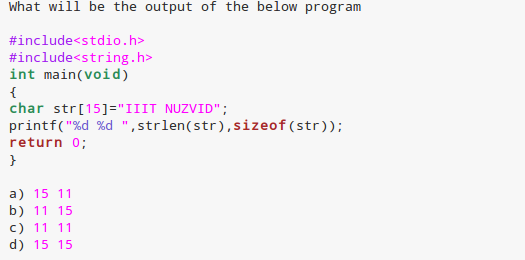 What will be the output of the below program
#include<stdio.h>
#include<string.h>
int main(void)
{
char str[15]="IIIT NUZVID";
printf("%d %d ",strlen(str),sizeof(str));
return 0;
}
a) 15 11
b) 11 15
c) 11 11
d) 15 15